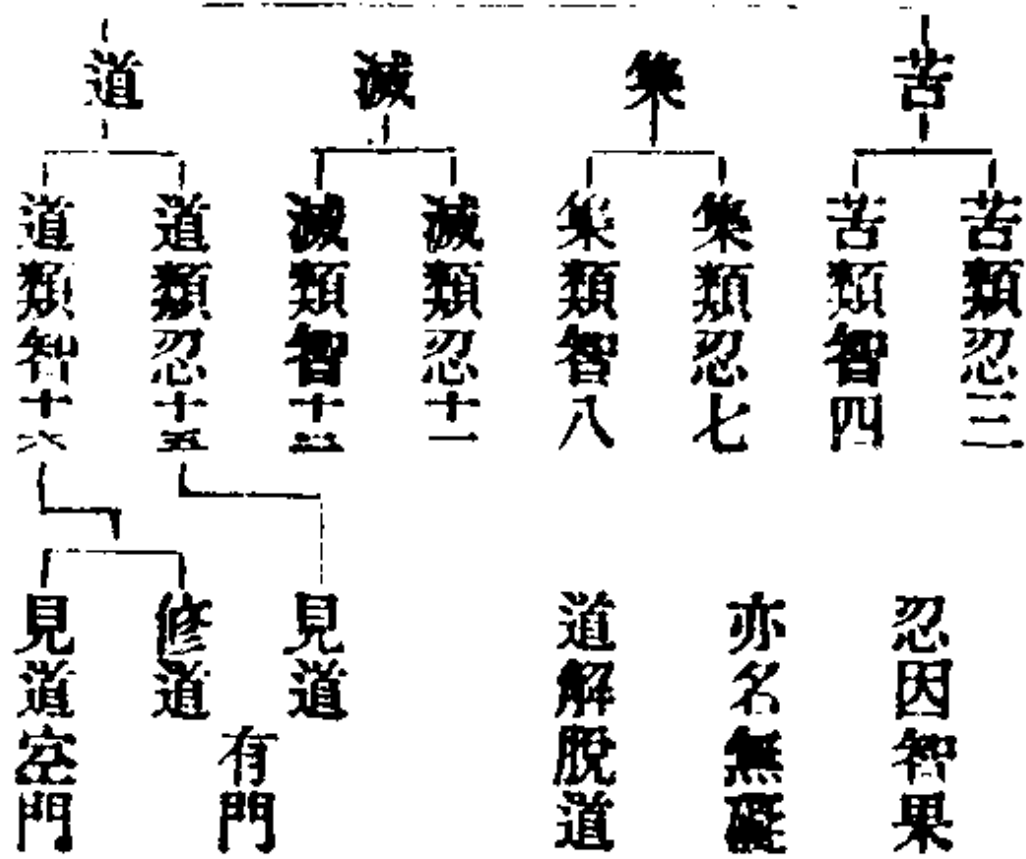 苦
集
滅
道
苦類忍三
苦類智四
集類忍七
集類智八
滅類忍十一
滅類智十二
道類忍十五
道類智十六
忍因智果
亦名無礙
道解脫道
見道
修道
有門
見道空門